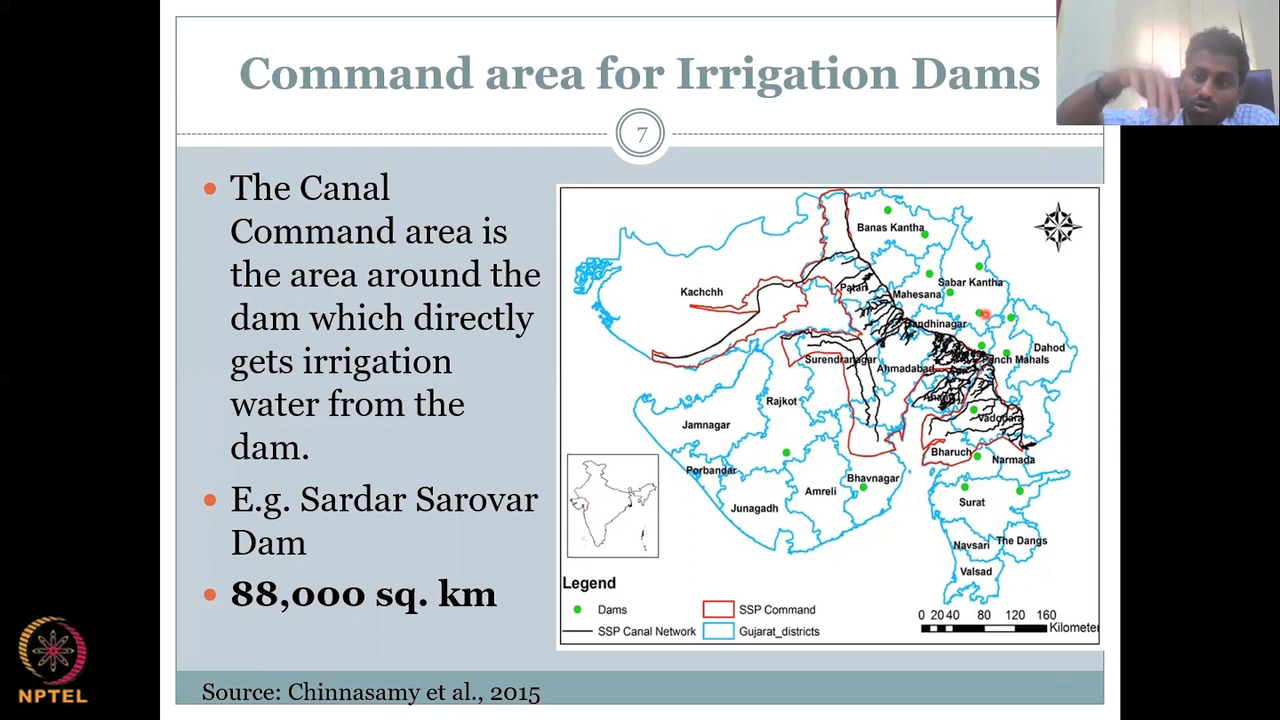 Command area for Irrigation Dams
7
• The Canal
Command area is
the area around the
dam which directly
gets irrigation
water from the
dam.
• E.g. Sardar Sarovar
Dam
• 88,000 sq. km
Banas Kantha
Kachchh
Patan
Mahesana
Sabar Kantha
Gandhinagar
Surendranagar
Ahmadabad
Panch Mahals
Dahod
Rajkot
Anand
Vadodara
Jamnagar
Porbandar
Bharuch
Narmada
Bhavnagar
Amreli
Junagadh
Surat
Navsari
The Dangs
Valsad
Legend
Dams
SSP Command
SSP Canal Network
Gujarat_districts
0 20 40 80 120 160
Kilometer
Source: Chinnasamy et al., 2015
NPTEL